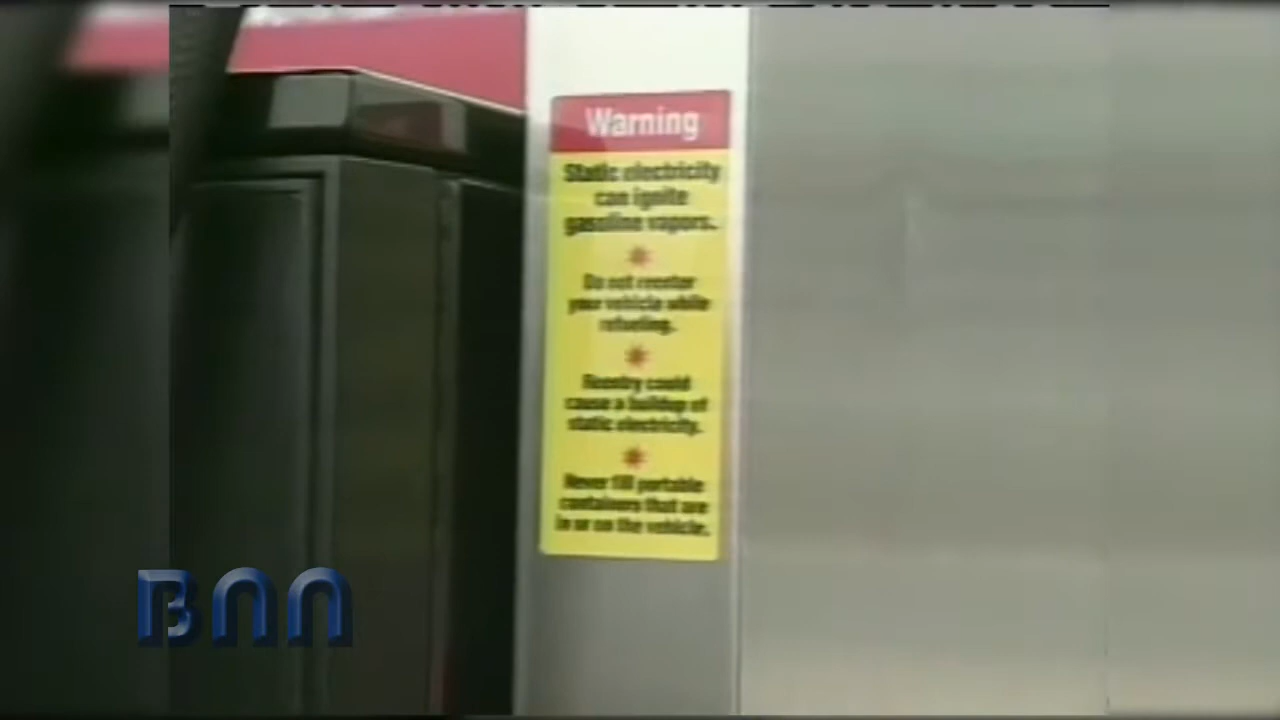 Warning
Static electricity
can ignite
gasoline vapors.
Do not reenter
your vehicle while
refueling.
Reentry could
cause a buildup of
static electricity.
Never fill portable
containers that are
in or on the vehicle.
BNN